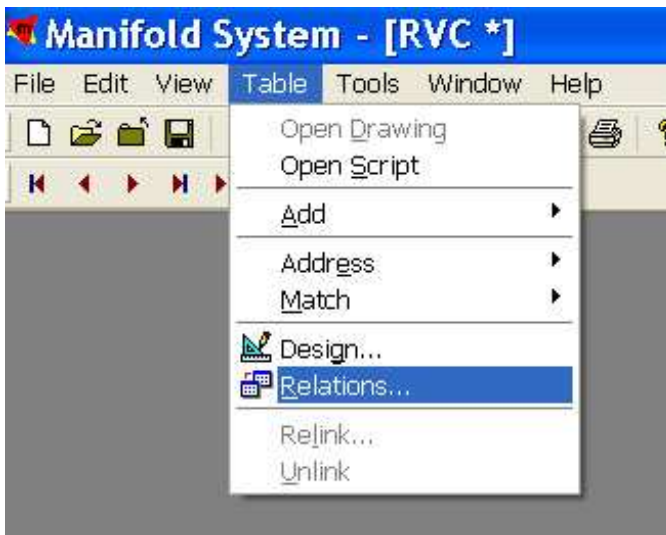 Manifold System - [RVC *]
File Edit View Table Tools Window Help
Open Drawing
Open Script
Add
Address
Match
Design...
Relations...
Relink...
Unlink